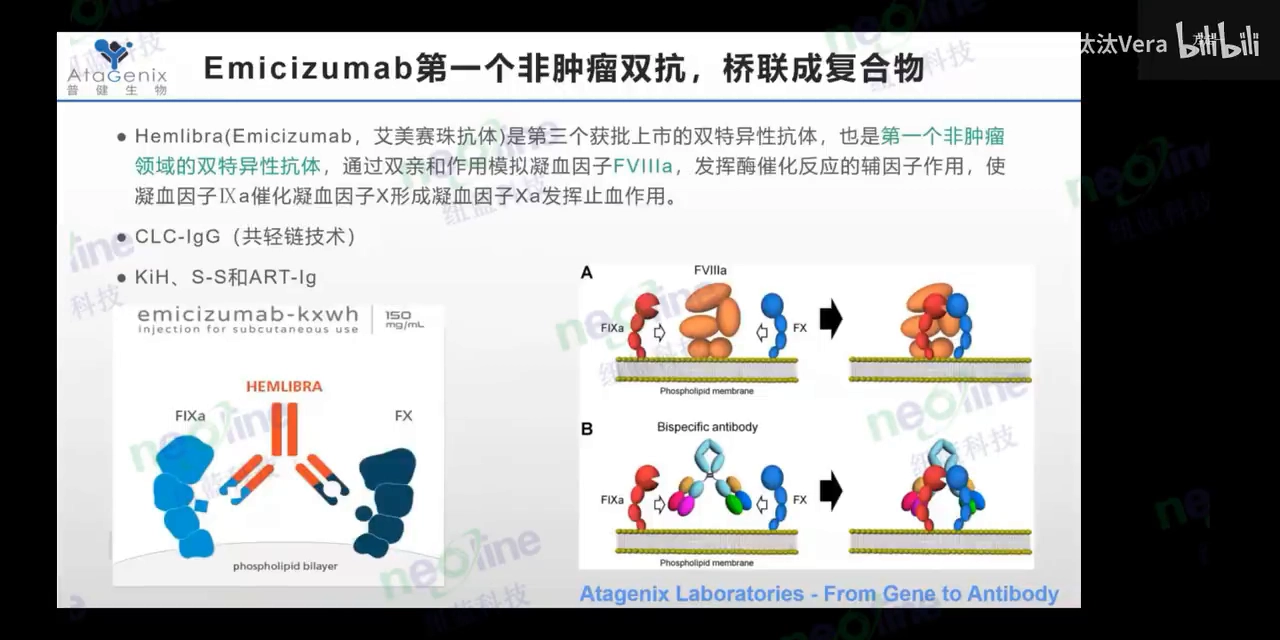 汰汰Vera bilibili
AtaGenix
普健生物
Emicizumab第一个非肿瘤双抗，桥联成复合物
● Hemlibra(Emicizumab，艾美赛珠抗体)是第三个获批上市的双特异性抗体，也是第一个非肿瘤
领域的双特异性抗体，通过双亲和作用模拟凝血因子FVIIIa，发挥酶催化反应的辅因子作用，使
凝血因子Ⅸa催化凝血因子X形成凝血因子Xa发挥止血作用。
● CLC-IgG（共轻链技术）
● KiH、S-S和ART-Ig
emicizumab-kxwh
injection for subcutaneous use
150
mg/mL
HEMLIBRA
FIXa
FX
phospholipid bilayer
A
FVIIIa
FIXa
FX
Phospholipid membrane
B
Bispecific antibody
FIXa
FX
Phospholipid membrane
Atagenix Laboratories - From Gene to Antibody
neoline
纽蓝科技